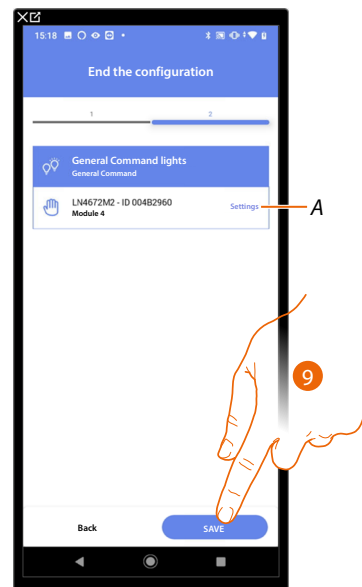 15:18
End the configuration
1 2
General Command lights
General Command
LN4672M2 - ID 004B2960
Settings
Module 4
A
9
Back
SAVE